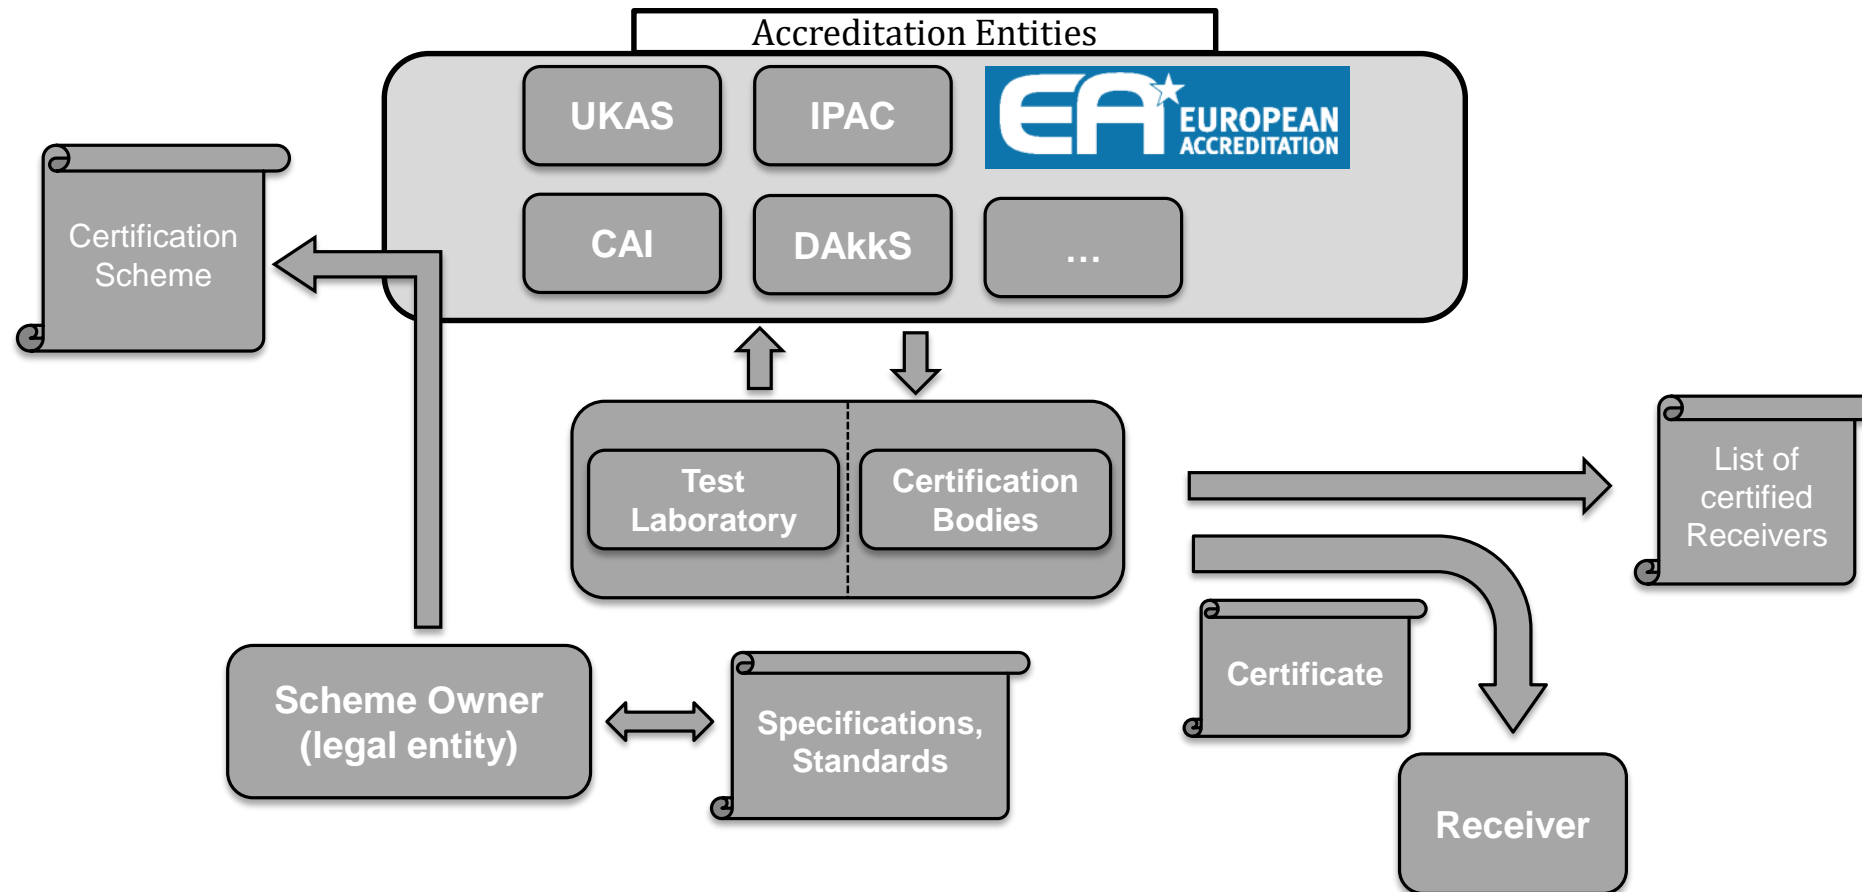 Accreditation Entities
UKAS
IPAC
EA EUROPEAN
ACCREDITATION
CAI
DAkkS
...
Certification
Scheme
Test
Laboratory
Certification
Bodies
List of
certified
Receivers
Scheme Owner
(legal entity)
Specifications,
Standards
Certificate
Receiver